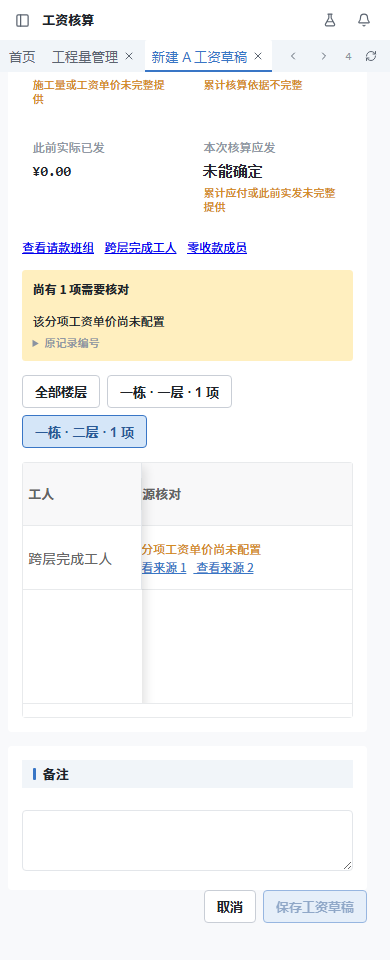 工资核算
首页 工程量管理 × 新建 A 工资草稿 × 4
施工量或工资单价未完整提供
累计核算依据不完整
此前实际已发
¥0.00
本次核算应发
未能确定
累计应付或此前实发未完整提供
查看请款班组 跨层完成工人 零收款成员
尚有 1 项需要核对
该分项工资单价尚未配置
▶ 原记录编号
全部楼层 一栋 · 一层 · 1 项
一栋 · 二层 · 1 项
工人 源核对
跨层完成工人
分项工资单价尚未配置
看来源 1 查看来源 2
备注
取消 保存工资草稿